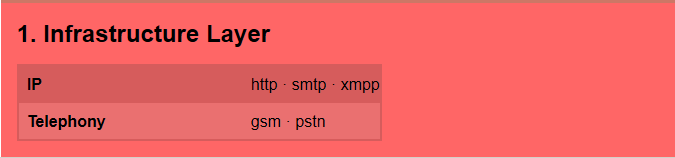 1. Infrastructure Layer
IP http · smtp · xmpp
Telephony gsm · pstn